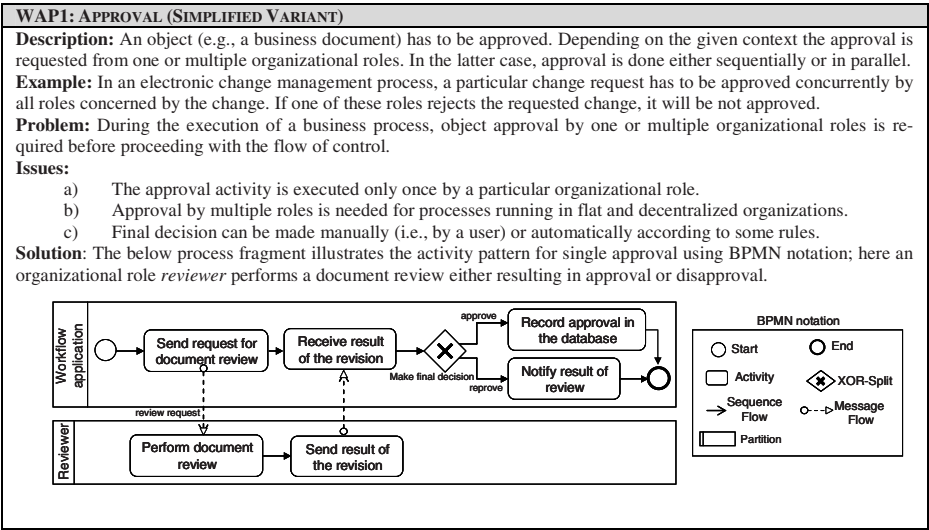 WAP1: APPROVAL (SIMPLIFIED VARIANT)
Description: An object (e.g., a business document) has to be approved. Depending on the given context the approval is
requested from one or multiple organizational roles. In the latter case, approval is done either sequentially or in parallel.
Example: In an electronic change management process, a particular change request has to be approved concurrently by
all roles concerned by the change. If one of these roles rejects the requested change, it will be not approved.
Problem: During the execution of a business process, object approval by one or multiple organizational roles is re-
quired before proceeding with the flow of control.
Issues:
a) The approval activity is executed only once by a particular organizational role.
b) Approval by multiple roles is needed for processes running in flat and decentralized organizations.
c) Final decision can be made manually (i.e., by a user) or automatically according to some rules.
Solution: The below process fragment illustrates the activity pattern for single approval using BPMN notation; here an
organizational role reviewer performs a document review either resulting in approval or disapproval.
Workflow
application
Send request for
document review
Receive result
of the revision
Make final decision
approve
reprove
Record approval in
the database
Notify result of
review
review request
Reviewer
Perform document
review
Send result of
the revision
BPMN notation
Start
End
Activity
XOR-Split
Sequence
Flow
Message
Flow
Partition